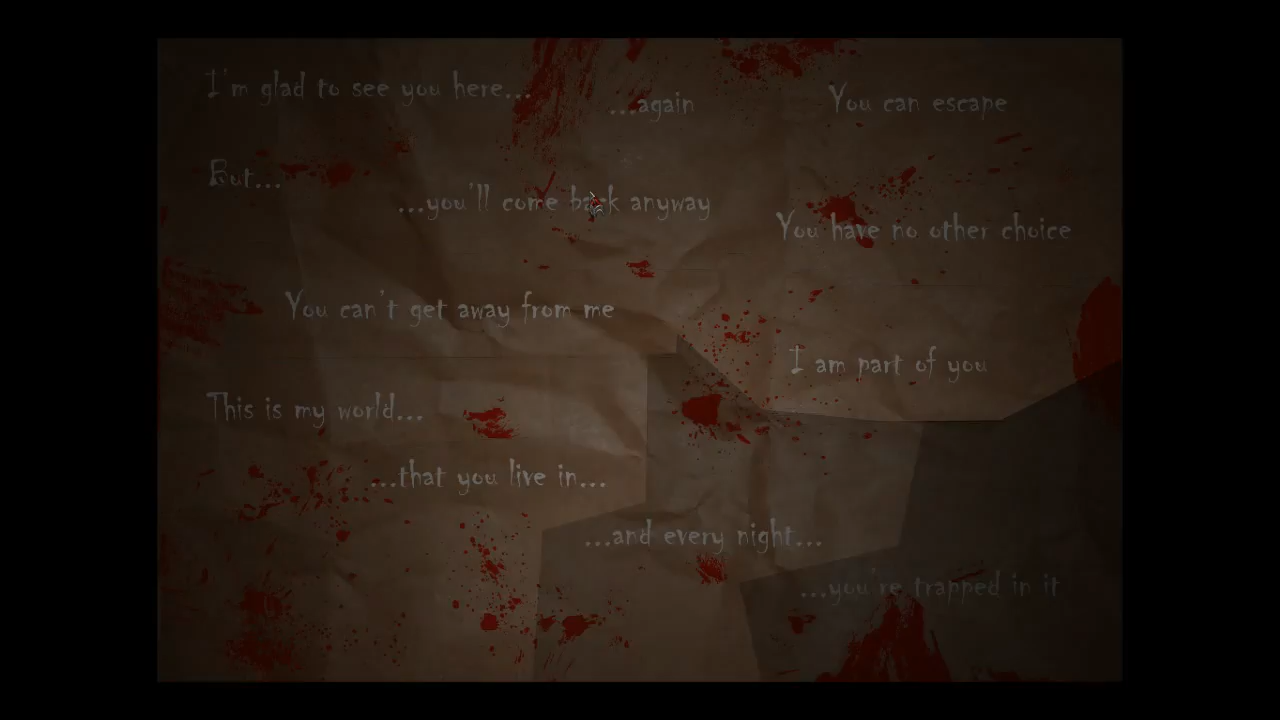 I'm glad to see you here...
...again
You can escape
But...
...you'll come back anyway
You have no other choice
You can't get away from me
I am part of you
This is my world...
...that you live in...
...and every night...
...you're trapped in it